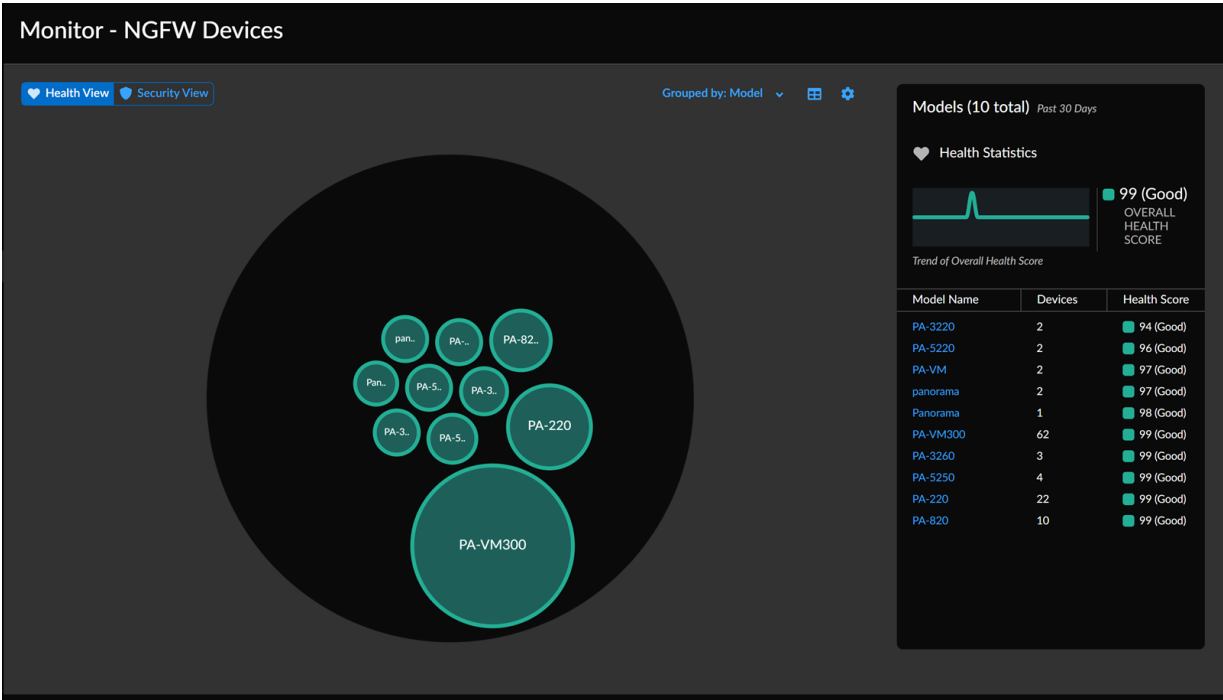 Monitor - NGFW Devices
Health View Security View
Grouped by: Model
pan..
PA-..
PA-82..
Pan..
PA-5..
PA-3..
PA-3..
PA-5..
PA-220
PA-VM300
Models (10 total) Past 30 Days
Health Statistics
99 (Good)
OVERALL
HEALTH
SCORE
Trend of Overall Health Score
Model Name Devices Health Score
PA-3220 2 94 (Good)
PA-5220 2 96 (Good)
PA-VM 2 97 (Good)
panorama 2 97 (Good)
Panorama 1 98 (Good)
PA-VM300 62 99 (Good)
PA-3260 3 99 (Good)
PA-5250 4 99 (Good)
PA-220 22 99 (Good)
PA-820 10 99 (Good)